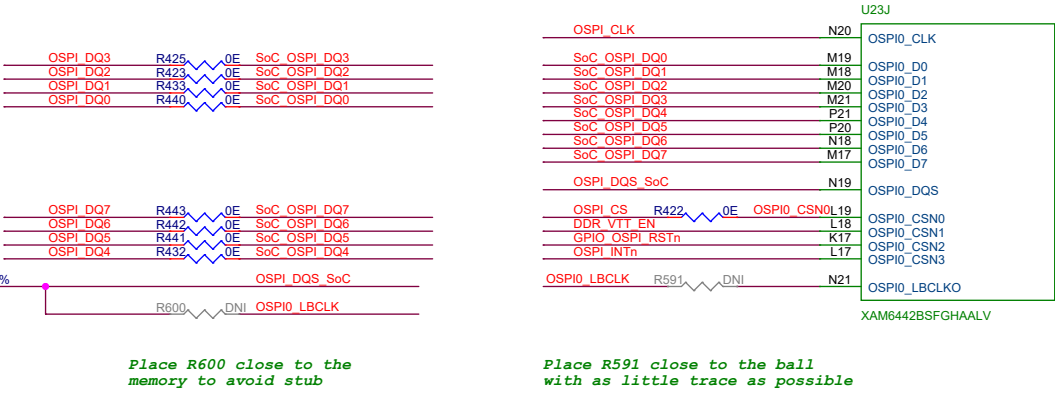 OSPI_DQ3 R425 0E SoC_OSPI_DQ3
OSPI_DQ2 R423 0E SoC_OSPI_DQ2
OSPI_DQ1 R433 0E SoC_OSPI_DQ1
OSPI_DQ0 R440 0E SoC_OSPI_DQ0
OSPI_DQ7 R443 0E SoC_OSPI_DQ7
OSPI_DQ6 R442 0E SoC_OSPI_DQ6
OSPI_DQ5 R441 0E SoC_OSPI_DQ5
OSPI_DQ4 R432 0E SoC_OSPI_DQ4
% OSPI_DQS_SoC
R600 DNI OSPI0_LBCLK
Place R600 close to the
memory to avoid stub
U23J
OSPI_CLK N20 OSPI0_CLK
SoC_OSPI_DQ0 M19 OSPI0_D0
SoC_OSPI_DQ1 M18 OSPI0_D1
SoC_OSPI_DQ2 M20 OSPI0_D2
SoC_OSPI_DQ3 M21 OSPI0_D3
SoC_OSPI_DQ4 P21 OSPI0_D4
SoC_OSPI_DQ5 P20 OSPI0_D5
SoC_OSPI_DQ6 N18 OSPI0_D6
SoC_OSPI_DQ7 M17 OSPI0_D7
OSPI_DQS_SoC N19 OSPI0_DQS
OSPI_CS R422 0E OSPI0_CSN0 L19 OSPI0_CSN0
DDR_VTT_EN L18 OSPI0_CSN1
GPIO_OSPI_RSTn K17 OSPI0_CSN2
OSPI_INTn L17 OSPI0_CSN3
OSPI0_LBCLK R591 DNI N21 OSPI0_LBCLKO
XAM6442BSFGHAALV
Place R591 close to the ball
with as little trace as possible